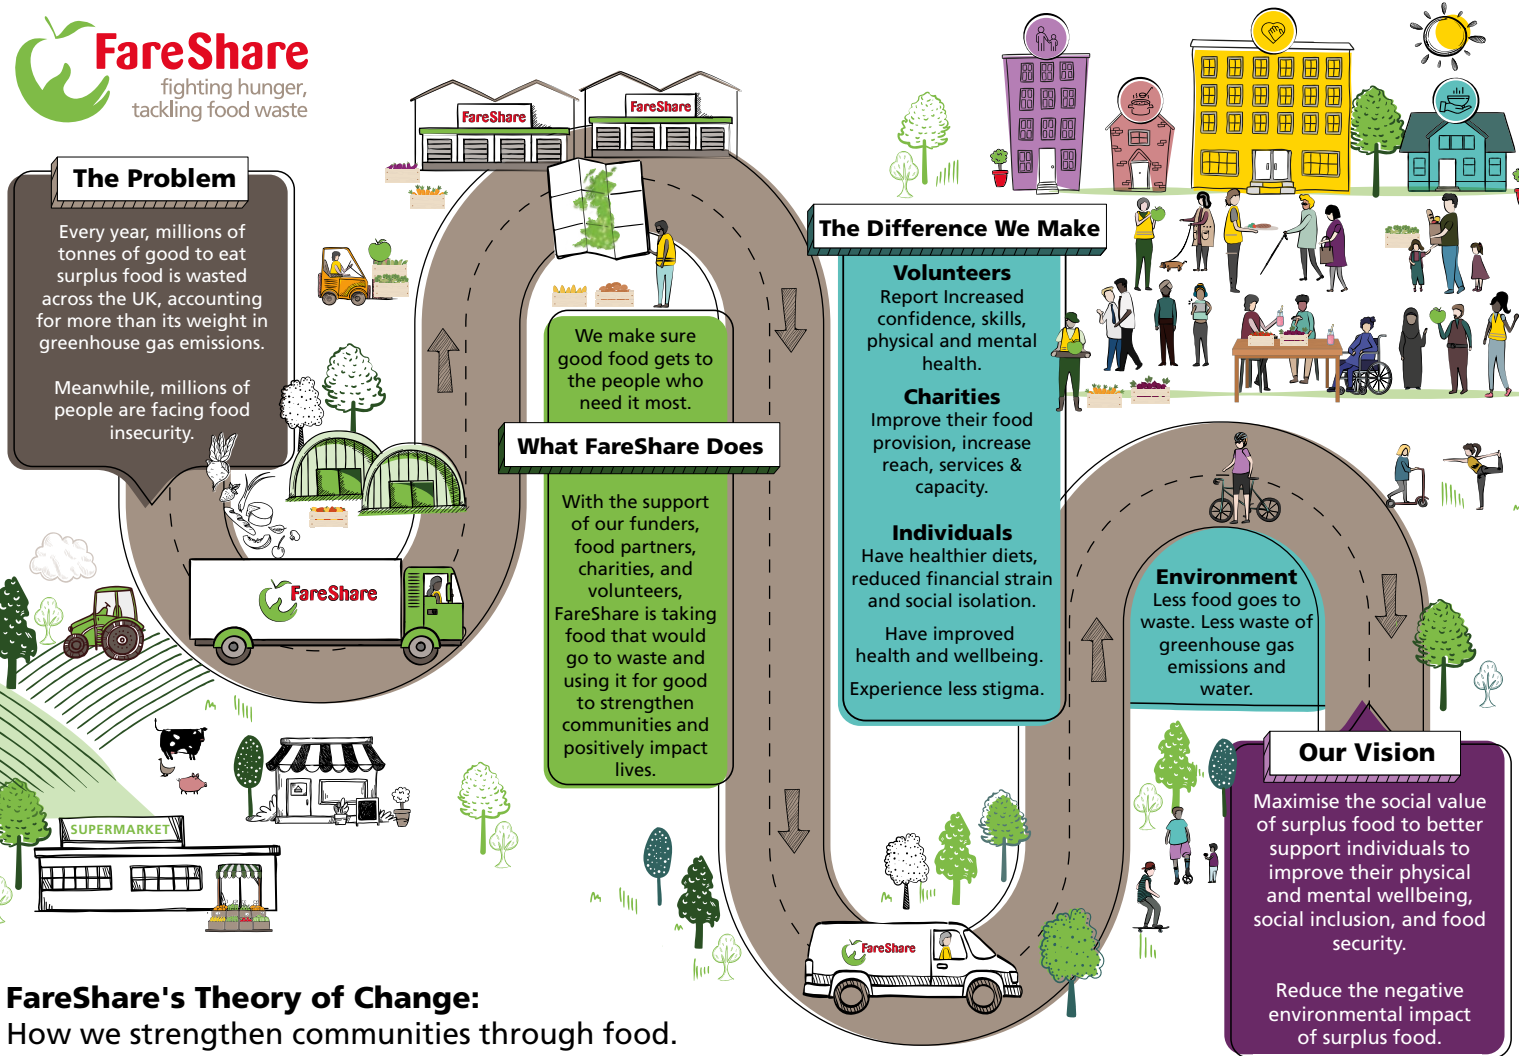 FareShare
fighting hunger,
tackling food waste
The Problem
Every year, millions of
tonnes of good to eat
surplus food is wasted
across the UK, accounting
for more than its weight in
greenhouse gas emissions.
Meanwhile, millions of
people are facing food
insecurity.
FareShare
SUPERMARKET
FareShare
FareShare
We make sure
good food gets to
the people who
need it most.
What FareShare Does
With the support
of our funders,
food partners,
charities, and
volunteers,
FareShare is taking
food that would
go to waste and
using it for good
to strengthen
communities and
positively impact
lives.
The Difference We Make
Volunteers
Report Increased
confidence, skills,
physical and mental
health.
Charities
Improve their food
provision, increase
reach, services &
capacity.
Individuals
Have healthier diets,
reduced financial strain
and social isolation.
Have improved
health and wellbeing.
Experience less stigma.
FareShare
Environment
Less food goes to
waste. Less waste of
greenhouse gas
emissions and
water.
Our Vision
Maximise the social value
of surplus food to better
support individuals to
improve their physical
and mental wellbeing,
social inclusion, and food
security.
Reduce the negative
environmental impact
of surplus food.
FareShare's Theory of Change:
How we strengthen communities through food.